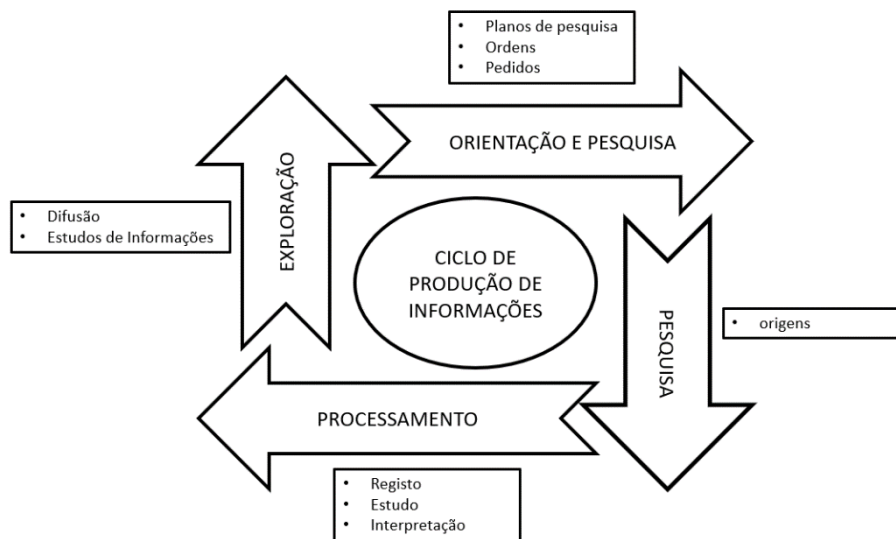 • Planos de pesquisa
• Ordens
• Pedidos
ORIENTAÇÃO E PESQUISA
EXPLORAÇÃO
• Difusão
• Estudos de Informações
CICLO DE
PRODUÇÃO DE
INFORMAÇÕES
PESQUISA
• origens
PROCESSAMENTO
• Registo
• Estudo
• Interpretação